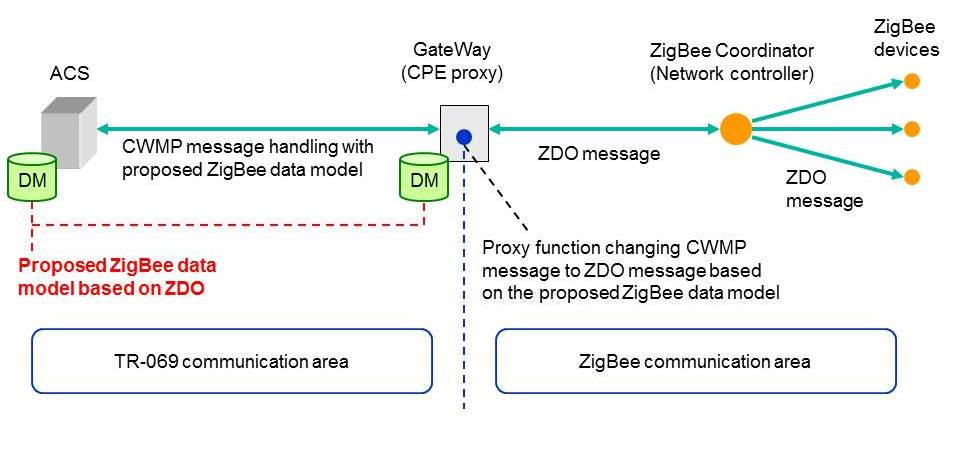 ZigBee
devices
GateWay
(CPE proxy)
ZigBee Coordinator
(Network controller)
ACS
CWMP message handling with
proposed ZigBee data model
ZDO message
DM
DM
ZDO
message
Proposed ZigBee data
model based on ZDO
Proxy function changing CWMP
message to ZDO message based
on the proposed ZigBee data model
TR-069 communication area
ZigBee communication area